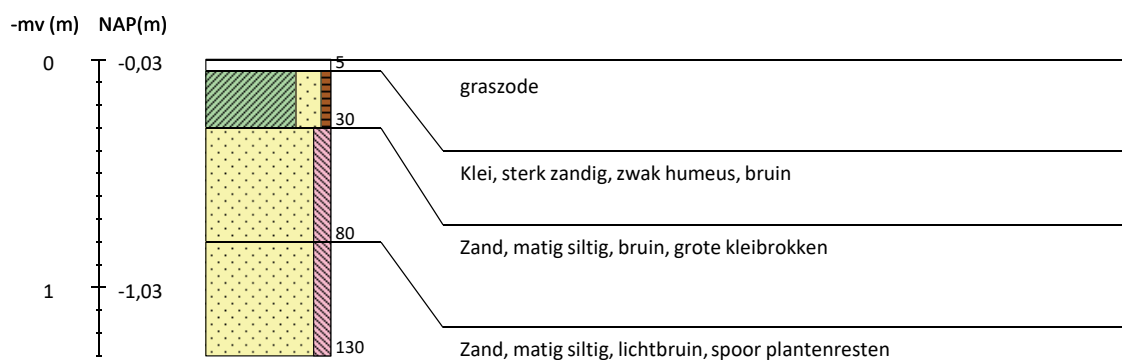 -mv (m) NAP(m)
0 -0,03 5
graszode
30
Klei, sterk zandig, zwak humeus, bruin
80
Zand, matig siltig, bruin, grote kleibrokken
1 -1,03
130
Zand, matig siltig, lichtbruin, spoor plantenresten